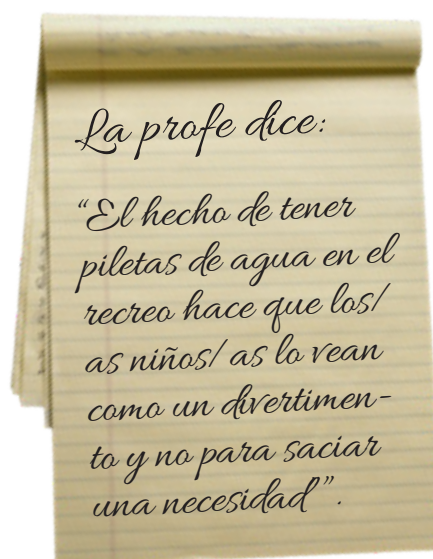 La profe dice:
“El hecho de tener
piletas de agua en el
recreo hace que los/
as niños/ as lo vean
como un divertimen-
to y no para saciar
una necesidad”.